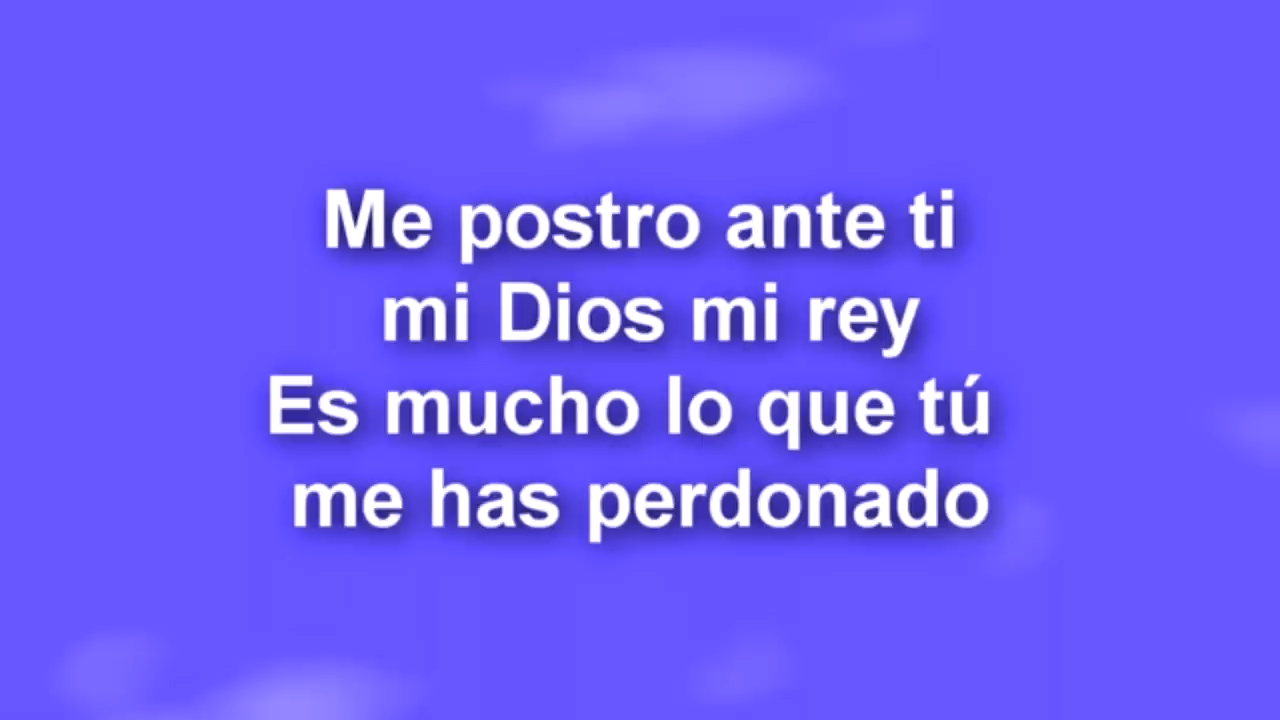 Me postro ante ti
mi Dios mi rey
Es mucho lo que tú
me has perdonado